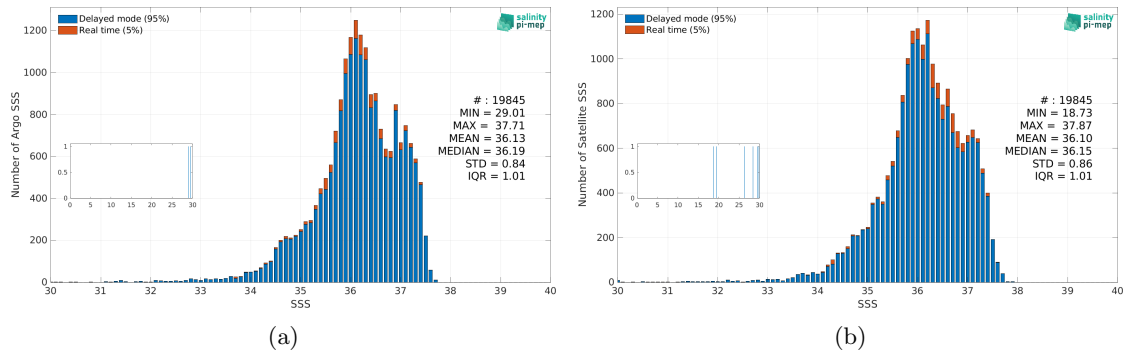 Delayed mode (95%)
Real time (5%)
salinity
pi-mep
1200
1000
800
600
400
200
0
Number of Argo SSS
# : 19845
MIN = 29.01
MAX = 37.71
MEAN = 36.13
MEDIAN = 36.19
STD = 0.84
IQR = 1.01
1
0.5
0
0 5 10 15 20 25 30
30 31 32 33 34 35 36 37 38 39 40
SSS
(a)
Delayed mode (95%)
Real time (5%)
salinity
pi-mep
1200
1000
800
600
400
200
0
Number of Satellite SSS
# : 19845
MIN = 18.73
MAX = 37.87
MEAN = 36.10
MEDIAN = 36.15
STD = 0.86
IQR = 1.01
1
0.5
0
0 5 10 15 20 25 30
30 31 32 33 34 35 36 37 38 39 40
SSS
(b)